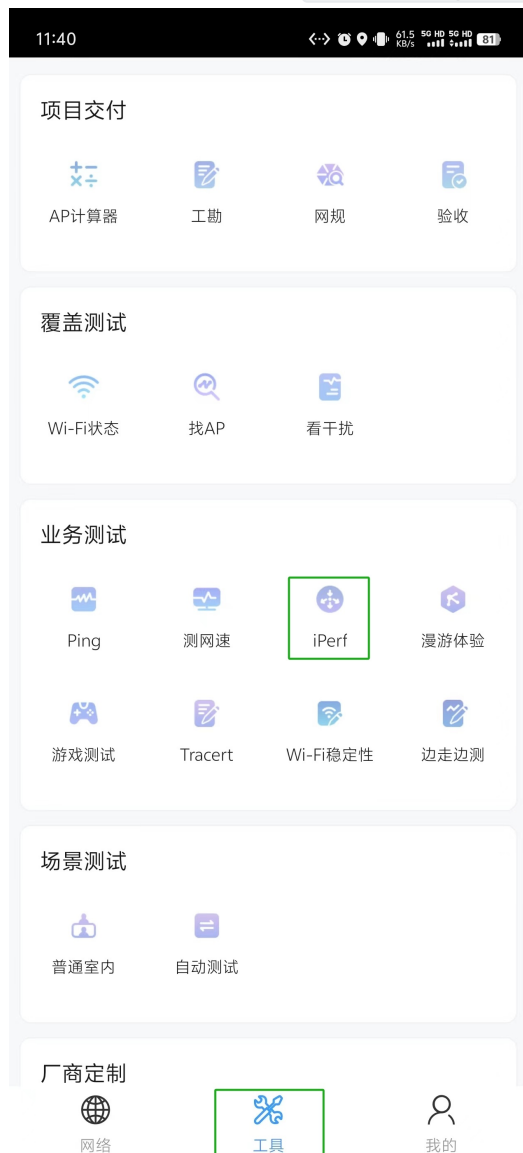 11:40 61.5 KB/s 5G HD 5G HD 81
项目交付
AP计算器 工勘 网规 验收
覆盖测试
Wi-Fi状态 找AP 看干扰
业务测试
Ping 测网速 iPerf 漫游体验
游戏测试 Tracert Wi-Fi稳定性 边走边测
场景测试
普通室内 自动测试
厂商定制
网络 工具 我的